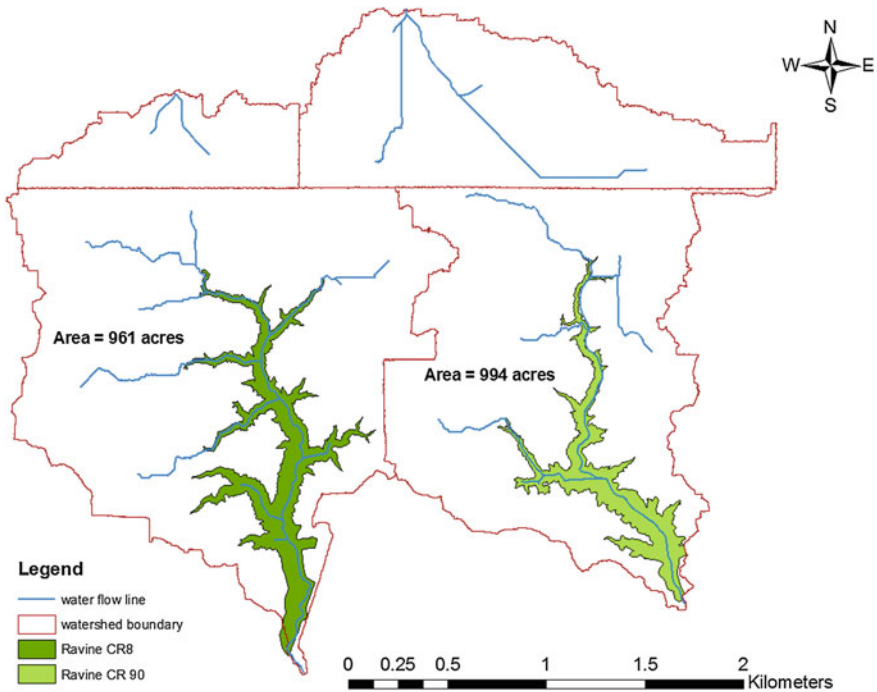 N
W E
S
Area = 961 acres
Area = 994 acres
Legend
water flow line
watershed boundary
Ravine CR8
Ravine CR 90
0 0.25 0.5 1 1.5 2
Kilometers